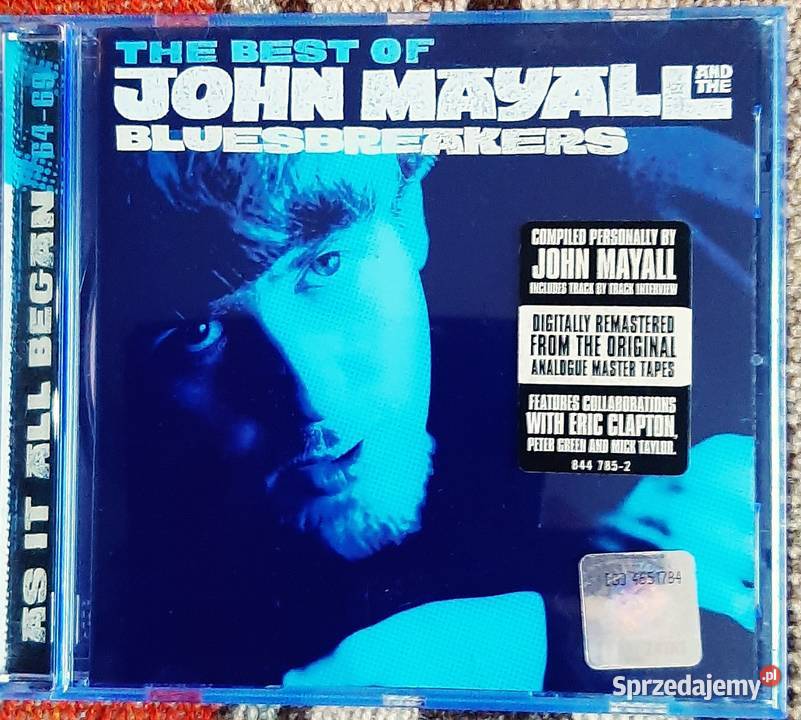 THE BEST OF
JOHN MAYALL AND THE
BLUESBREAKERS
AS IT ALL BEGAN 64-69
COMPILED PERSONALLY BY
JOHN MAYALL
INCLUDES TRACK BY TRACK INTERVIEW
DIGITALLY REMASTERED
FROM THE ORIGINAL
ANALOGUE MASTER TAPES
FEATURES COLLABORATIONS
WITH ERIC CLAPTON,
PETER GREEN AND MICK TAYLOR.
844 785-2
4651784
Sprzedajemy.pl